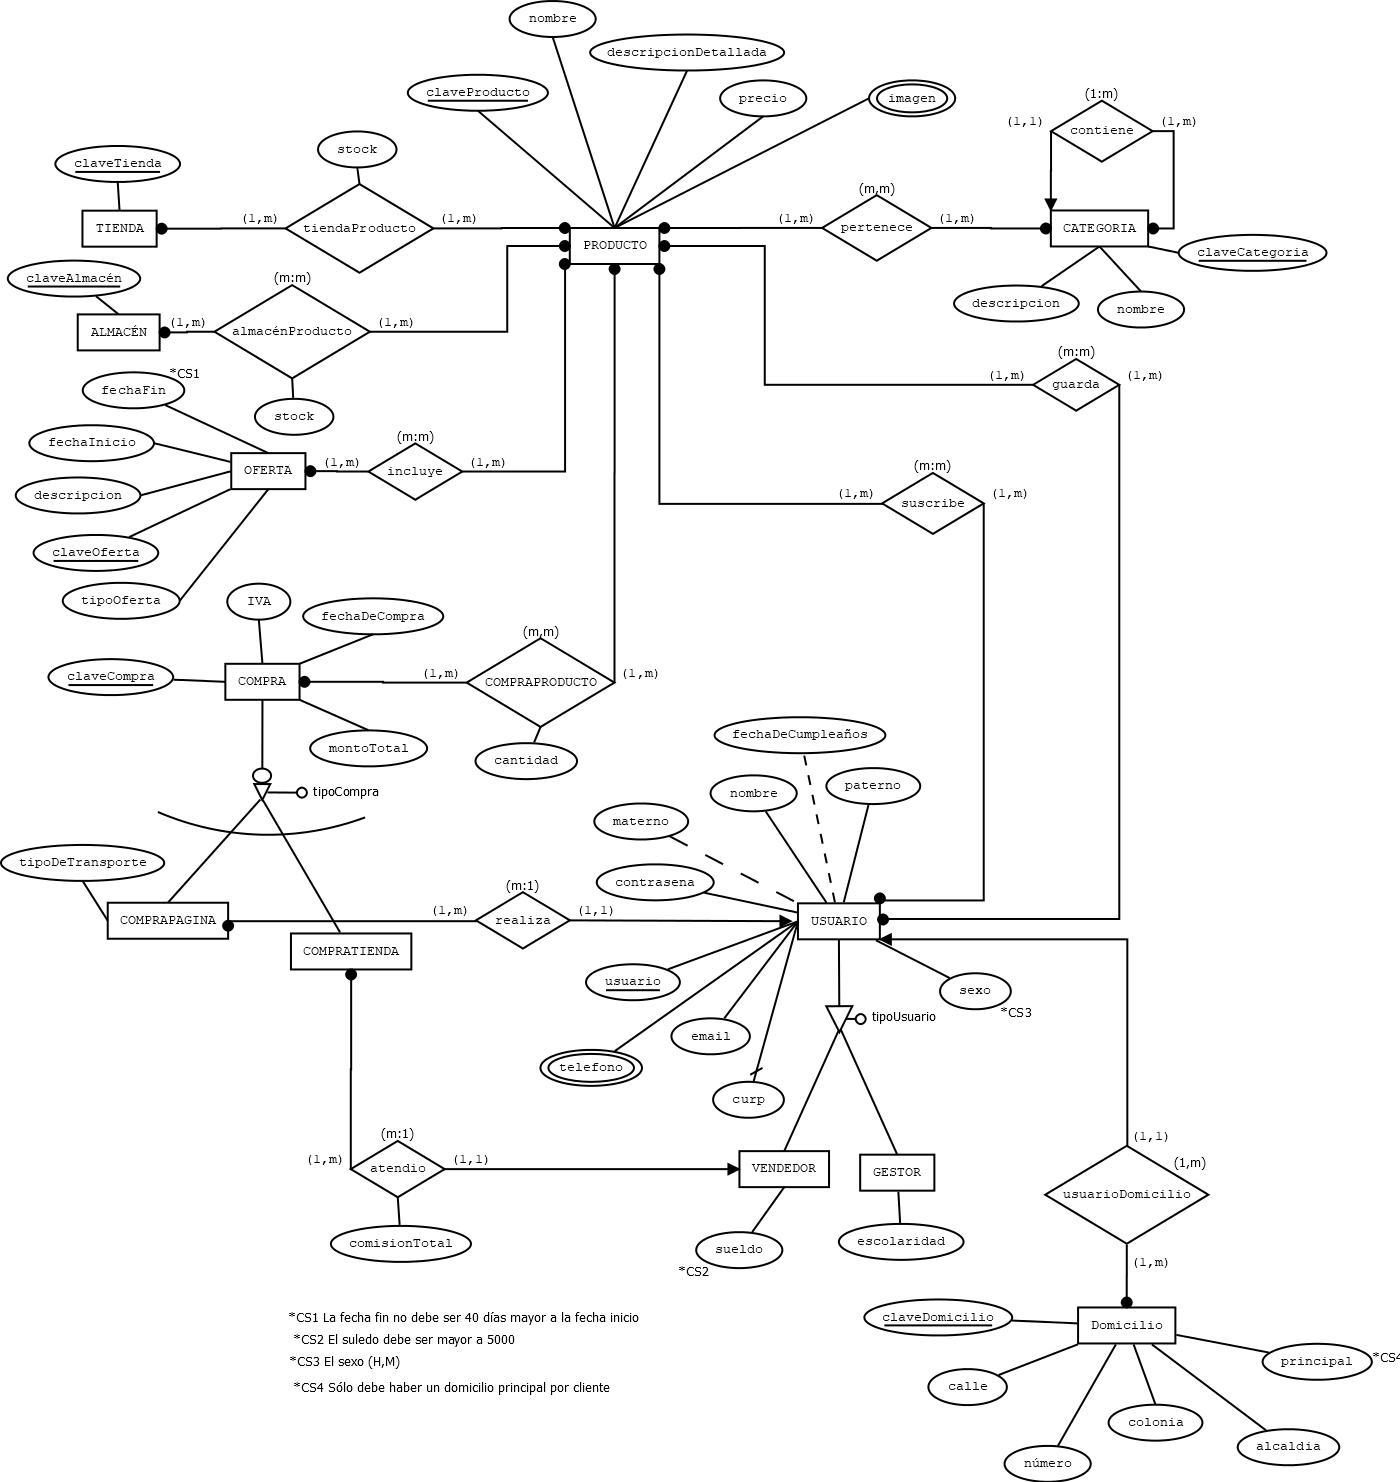 nombre
descripcionDetallada
claveProducto
precio
imagen
(1:m)
(1,1)
contiene
(1,m)
stock
claveTienda
(m,m)
TIENDA
(1,m)
tiendaProducto
(1,m)
PRODUCTO
(1,m)
pertenece
(1,m)
CATEGORIA
claveCategoria
claveAlmacén
(m:m)
descripcion
nombre
ALMACÉN
(1,m)
almacénProducto
(1,m)
(m:m)
*CS1
fechaFin
(1,m)
guarda
(1,m)
stock
fechaInicio
(m:m)
OFERTA
(1,m)
incluye
(1,m)
(m:m)
descripcion
(1,m)
suscribe
(1,m)
claveOferta
tipoOferta
IVA
fechaDeCompra
(m,m)
claveCompra
COMPRA
(1,m)
COMPRAPRODUCTO
(1,m)
montoTotal
cantidad
fechaDeCumpleaños
tipoCompra
nombre
paterno
materno
tipoDeTransporte
contrasena
(m:1)
COMPRAPAGINA
(1,m)
realiza
(1,1)
USUARIO
COMPRATIENDA
usuario
sexo
*CS3
tipoUsuario
email
telefono
curp
(m:1)
(1,m)
atendio
(1,1)
VENDEDOR
GESTOR
(1,1)
(1,m)
usuarioDomicilio
comisionTotal
sueldo
*CS2
escolaridad
(1,m)
claveDomicilio
Domicilio
principal
*CS4
calle
colonia
alcaldia
número
*CS1 La fecha fin no debe ser 40 días mayor a la fecha inicio
*CS2 El suledo debe ser mayor a 5000
*CS3 El sexo (H,M)
*CS4 Sólo debe haber un domicilio principal por cliente